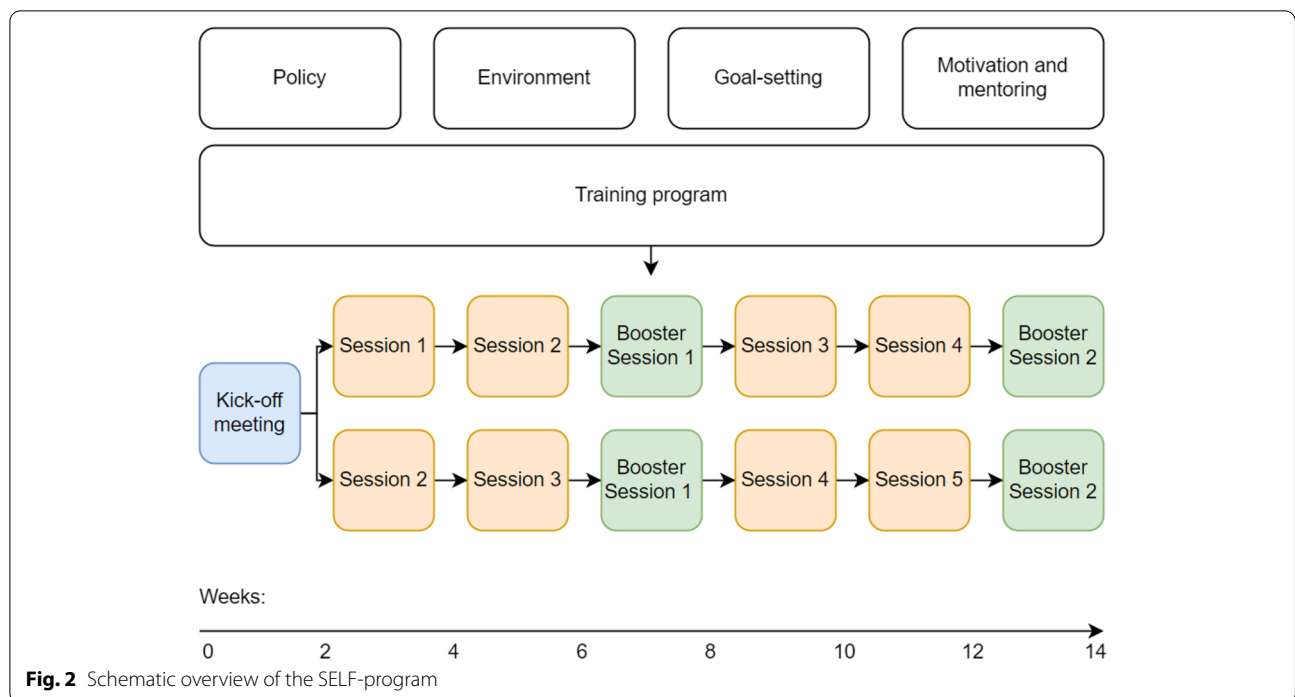 Policy
Environment
Goal-setting
Motivation and
mentoring
Training program
Session 1
Session 2
Booster
Session 1
Session 3
Session 4
Booster
Session 2
Kick-off
meeting
Session 2
Session 3
Booster
Session 1
Session 4
Session 5
Booster
Session 2
Weeks:
0 2 4 6 8 10 12 14
Fig. 2 Schematic overview of the SELF-program